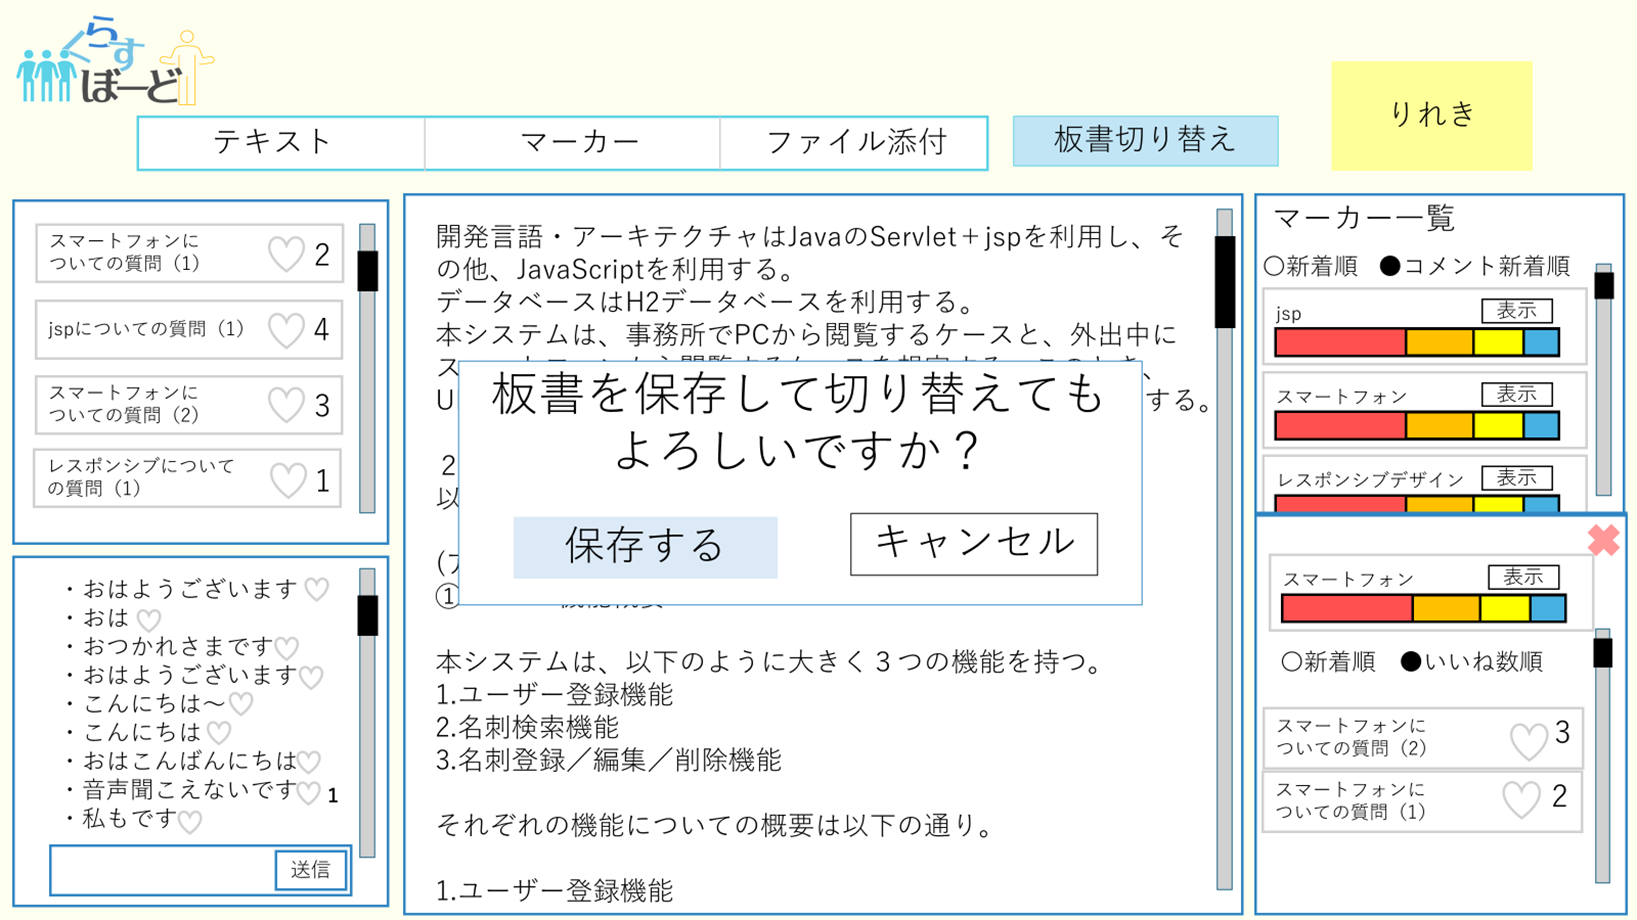 くらす
ぼーど
テキスト
マーカー
ファイル添付
板書切り替え
りれき
スマートフォンに
ついての質問（1）
2
jspについての質問（1）
4
スマートフォンに
ついての質問（2）
3
レスポンシブについて
の質問（1）
1
・おはようございます
・おは
・おつかれさまです
・おはようございます
・こんにちは～
・こんにちは
・おはこんばんにちは
・音声聞こえないです 1
・私もです
送信
開発言語・アーキテクチャはJavaのServlet＋jspを利用し、そ
の他、JavaScriptを利用する。
データベースはH2データベースを利用する。
本システムは、事務所でPCから閲覧するケースと、外出中に
ス
U
する。
板書を保存して切り替えても
よろしいですか？
保存する
キャンセル
2
以
①
本システムは、以下のように大きく３つの機能を持つ。
1.ユーザー登録機能
2.名刺検索機能
3.名刺登録／編集／削除機能
それぞれの機能についての概要は以下の通り。
1.ユーザー登録機能
マーカー一覧
○新着順 ●コメント新着順
jsp
表示
スマートフォン
表示
レスポンシブデザイン
表示
スマートフォン
表示
○新着順 ●いいね数順
スマートフォンに
ついての質問（2）
3
スマートフォンに
ついての質問（1）
2